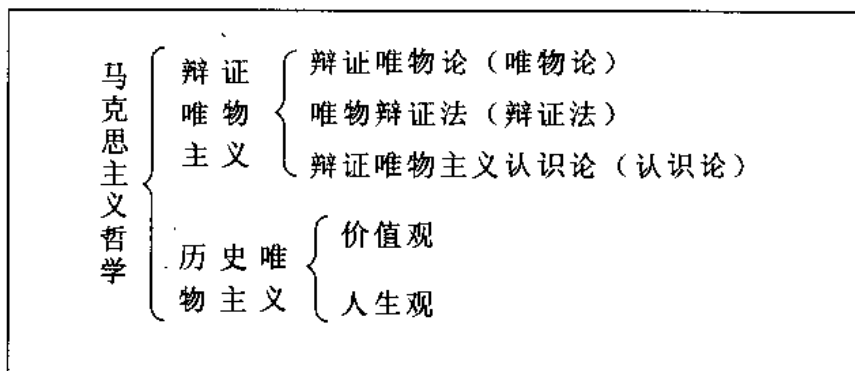 马克思主义哲学
辩证
唯物
主义
辩证唯物论（唯物论）
唯物辩证法（辩证法）
辩证唯物主义认识论（认识论）
历史唯
物主义
价值观
人生观